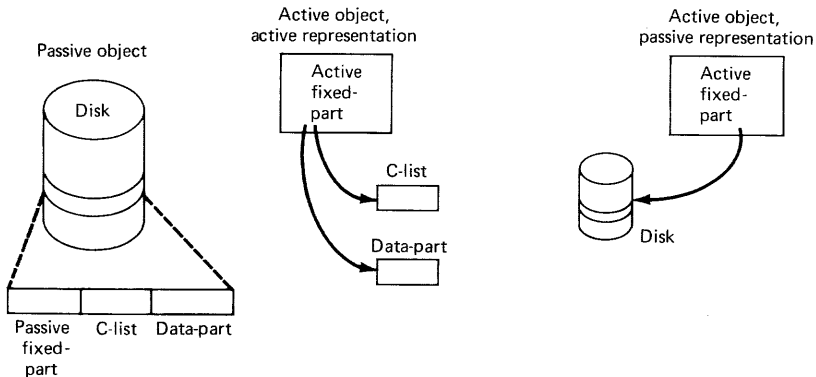 Passive object
Disk
Passive
fixed-
part
C-list
Data-part
Active object,
active representation
Active
fixed-
part
C-list
Data-part
Active object,
passive representation
Active
fixed-
part
Disk